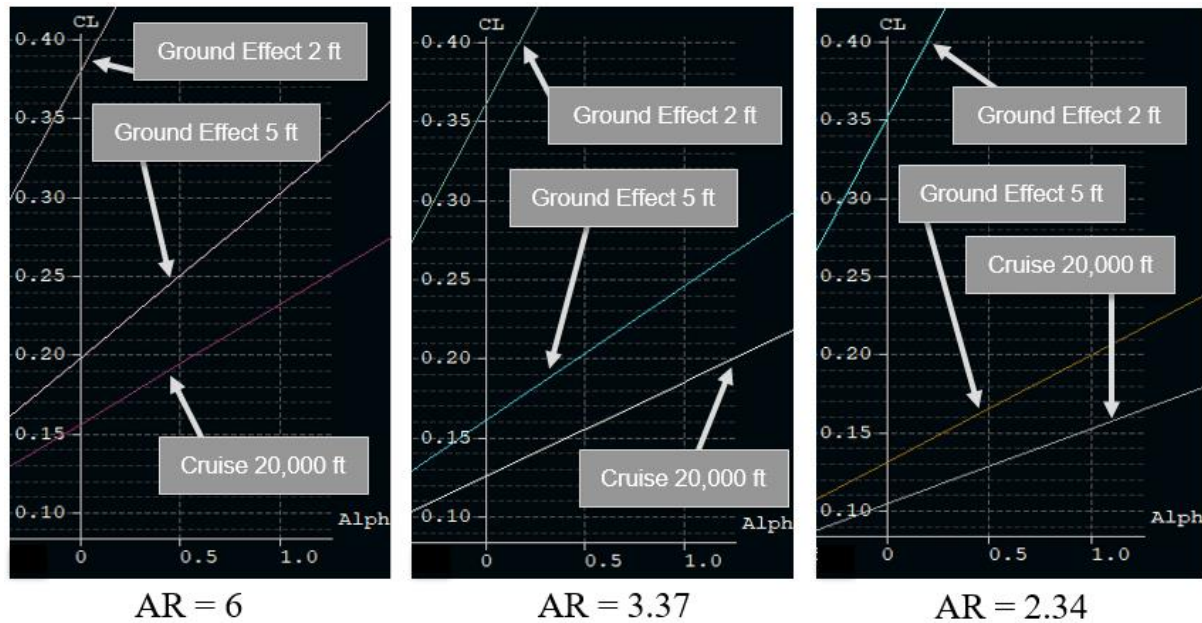 CL
0.40
0.35
0.30
0.25
0.20
0.15
0.10
0
0.5
1.0
Alph
Ground Effect 2 ft
Ground Effect 5 ft
Cruise 20,000 ft
AR = 6
CL
0.40
0.35
0.30
0.25
0.20
0.15
0.10
0
0.5
1.0
Alph
Ground Effect 2 ft
Ground Effect 5 ft
Cruise 20,000 ft
AR = 3.37
CL
0.40
0.35
0.30
0.25
0.20
0.15
0.10
0
0.5
1.0
Alph
Ground Effect 2 ft
Ground Effect 5 ft
Cruise 20,000 ft
AR = 2.34